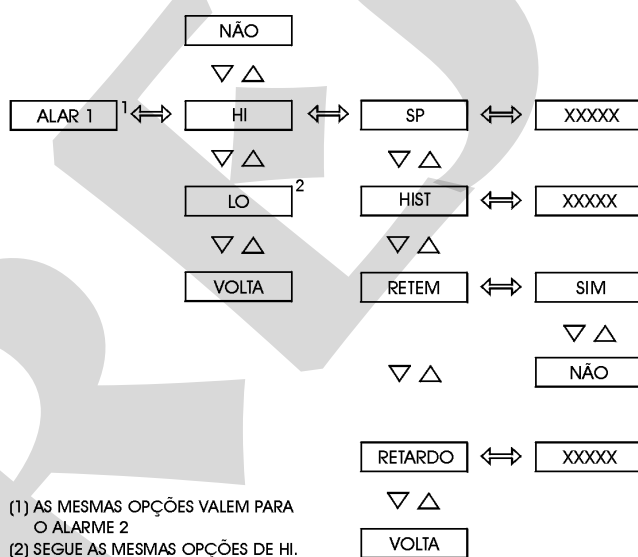 NÃO
ALAR 1 1 HI SP XXXXX
LO 2 HIST XXXXX
VOLTA RETEM SIM
NÃO
RETARDO XXXXX
VOLTA
(1) AS MESMAS OPÇÕES VALEM PARA
O ALARME 2
(2) SEGUE AS MESMAS OPÇÕES DE HI.